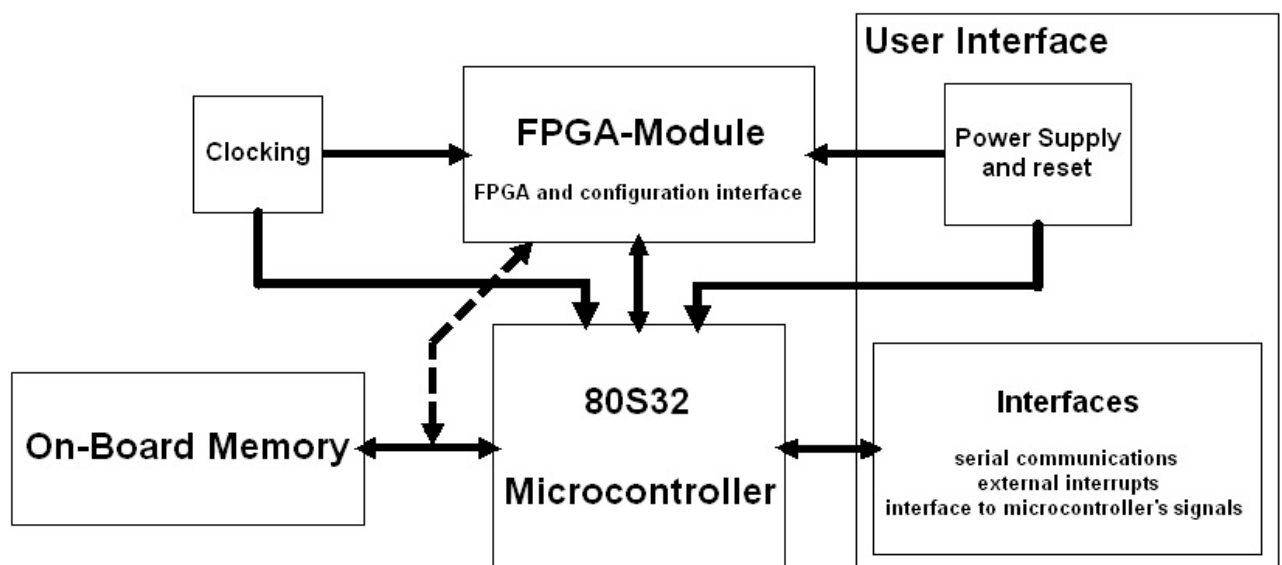 User Interface
FPGA-Module
FPGA and configuration interface
Clocking
Power Supply
and reset
On-Board Memory
80S32
Microcontroller
Interfaces
serial communications
external interrupts
interface to microcontroller's signals